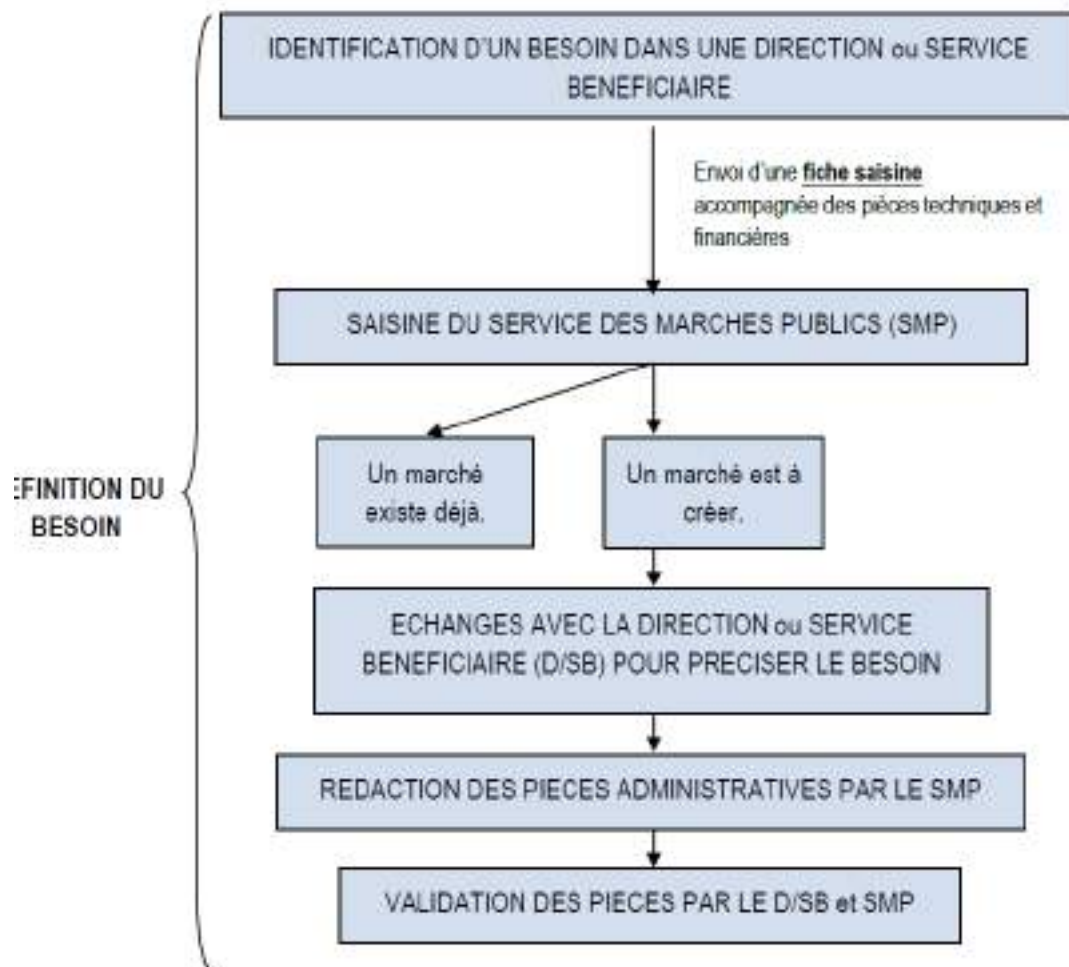 IDENTIFICATION D'UN BESOIN DANS UNE DIRECTION ou SERVICE
BENEFICIAIRE
Envoi d'une fiche saisine
accompagnée des pièces techniques et
financières
SAISINE DU SERVICE DES MARCHES PUBLICS (SMP)
Un marché
existe déjà.
Un marché est à
créer.
EFINITION DU
BESOIN
ECHANGES AVEC LA DIRECTION ou SERVICE
BENEFICIAIRE (D/SB) POUR PRECISER LE BESOIN
REDACTION DES PIECES ADMINISTRATIVES PAR LE SMP
VALIDATION DES PIECES PAR LE D/SB et SMP